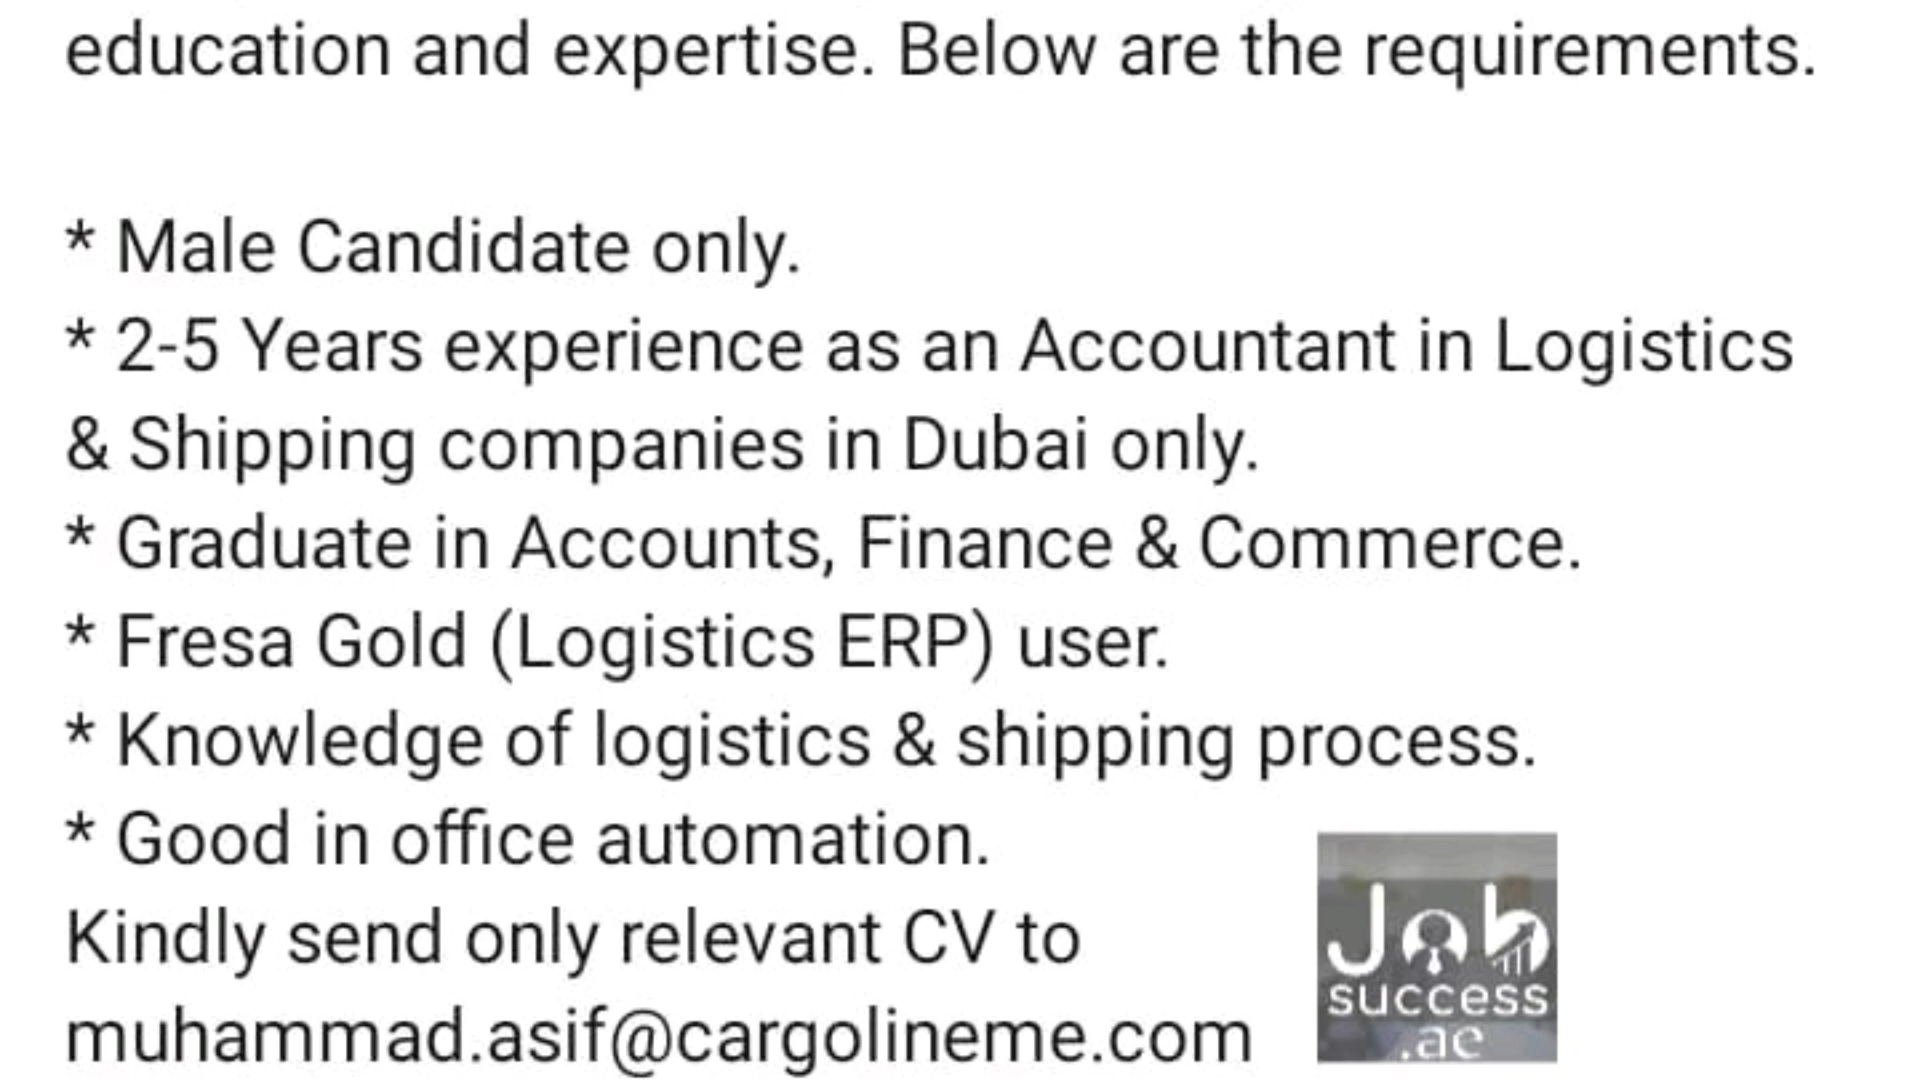 education and expertise. Below are the requirements.
* Male Candidate only.
* 2-5 Years experience as an Accountant in Logistics
& Shipping companies in Dubai only.
* Graduate in Accounts, Finance & Commerce.
* Fresa Gold (Logistics ERP) user.
* Knowledge of logistics & shipping process.
* Good in office automation.
Kindly send only relevant CV to
muhammad.asif@cargolineme.com
Job
success
.ae